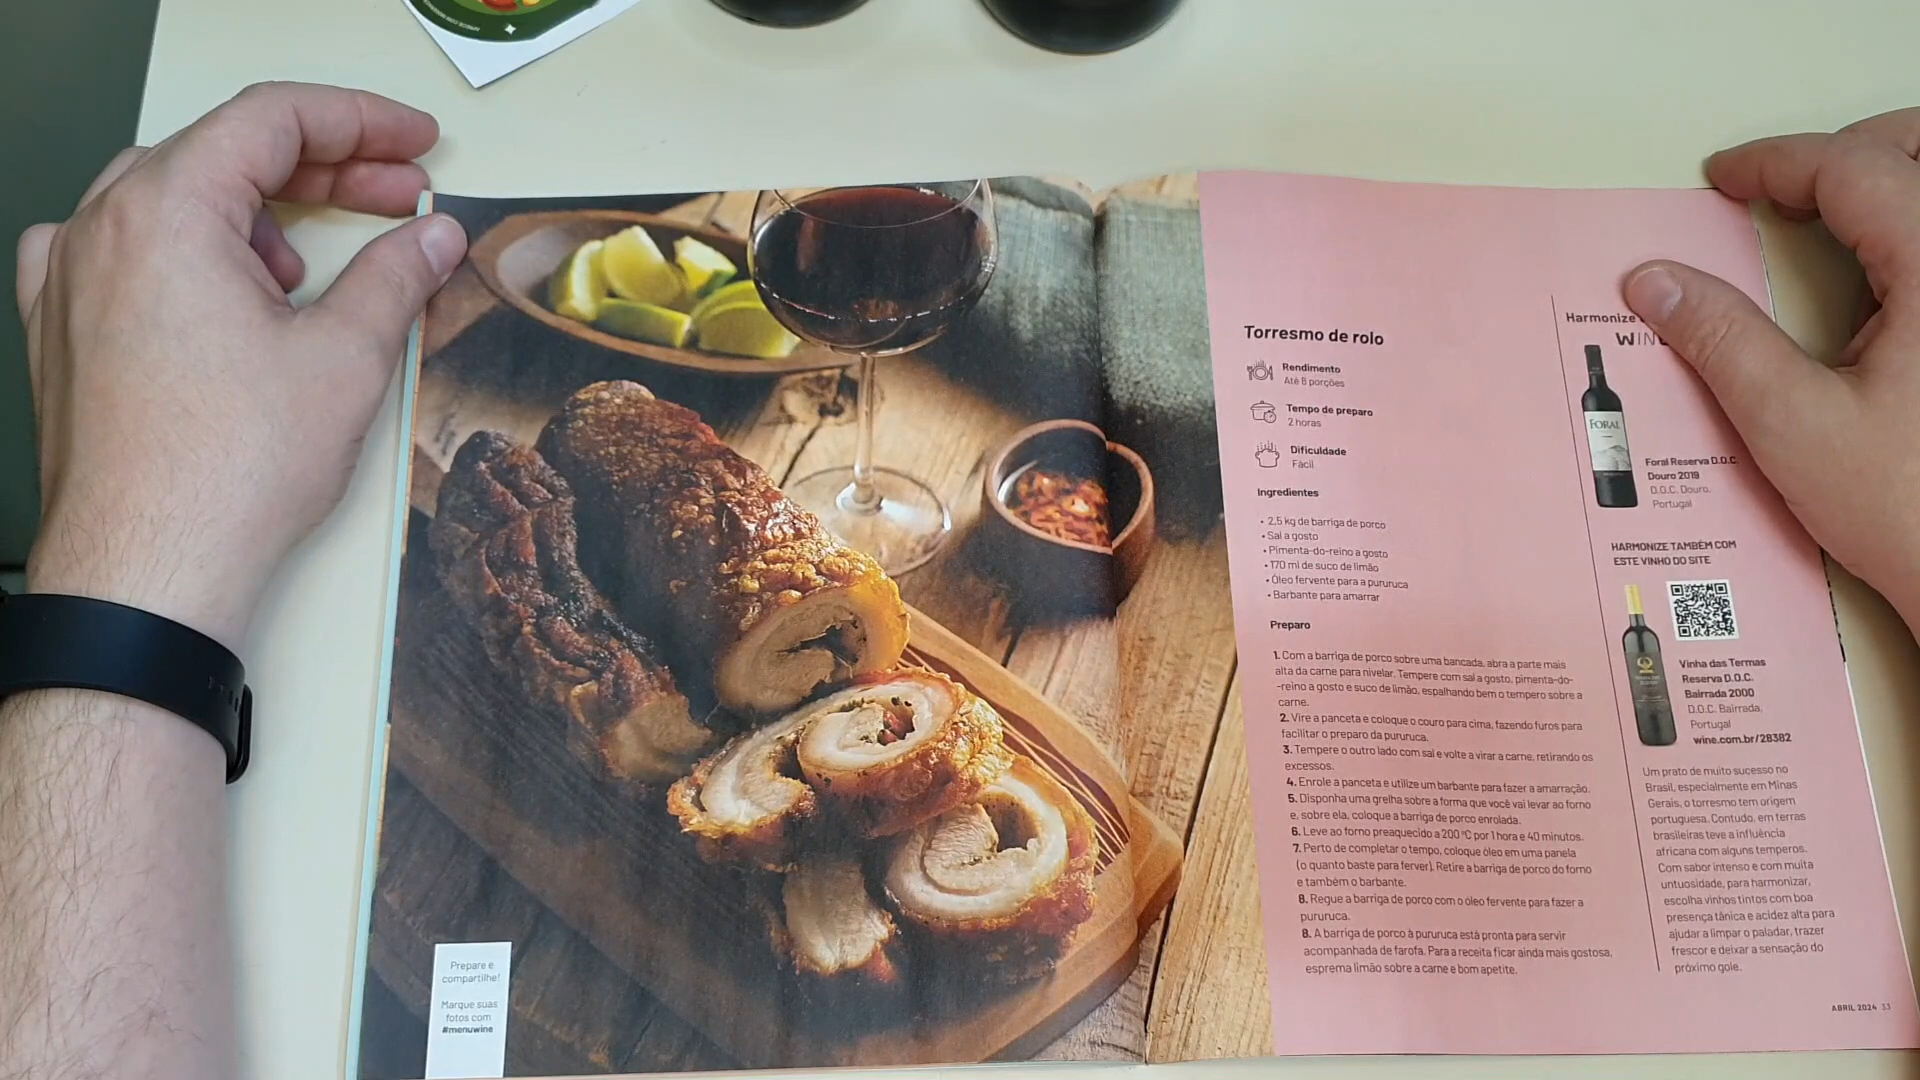 Prepare e
compartilhe!
Marque suas
fotos com
#menuwine
Torresmo de rolo
Rendimento
Até 8 porções
Tempo de preparo
2 horas
Dificuldade
Fácil
Ingredientes
• 2,5 kg de barriga de porco
• Sal a gosto
• Pimenta-do-reino a gosto
• 170 ml de suco de limão
• Óleo fervente para a pururuca
• Barbante para amarrar
Preparo
1. Com a barriga de porco sobre uma bancada, abra a parte mais
alta da carne para nivelar. Tempere com sal a gosto, pimenta-do-
-reino a gosto e suco de limão, espalhando bem o tempero sobre a
carne.
2. Vire a panceta e coloque o couro para cima, fazendo furos para
facilitar o preparo da pururuca.
3. Tempere o outro lado com sal e volte a virar a carne, retirando os
excessos.
4. Enrole a panceta e utilize um barbante para fazer a amarração.
5. Disponha uma grelha sobre a forma que você vai levar ao forno
e, sobre ela, coloque a barriga de porco enrolada.
6. Leve ao forno preaquecido a 200 °C por 1 hora e 40 minutos.
7. Perto de completar o tempo, coloque óleo em uma panela
(o quanto baste para ferver). Retire a barriga de porco do forno
e também o barbante.
8. Regue a barriga de porco com o óleo fervente para fazer a
pururuca.
8. A barriga de porco à pururuca está pronta para servir
acompanhada de farofa. Para a receita ficar ainda mais gostosa,
esprema limão sobre a carne e bom apetite.
Harmonize
WIN
FORAL
Foral Reserva D.O.C.
Douro 2019
D.O.C. Douro,
Portugal
HARMONIZE TAMBÉM COM
ESTE VINHO DO SITE
Vinha das Termas
Reserva D.O.C.
Bairrada 2000
D.O.C. Bairrada,
Portugal
wine.com.br/28382
Um prato de muito sucesso no
Brasil, especialmente em Minas
Gerais, o torresmo tem origem
portuguesa. Contudo, em terras
brasileiras teve a influência
africana com alguns temperos.
Com sabor intenso e com muita
untuosidade, para harmonizar,
escolha vinhos tintos com boa
presença tânica e acidez alta para
ajudar a limpar o paladar, trazer
frescor e deixar a sensação do
próximo gole.
ABRIL 2024 33